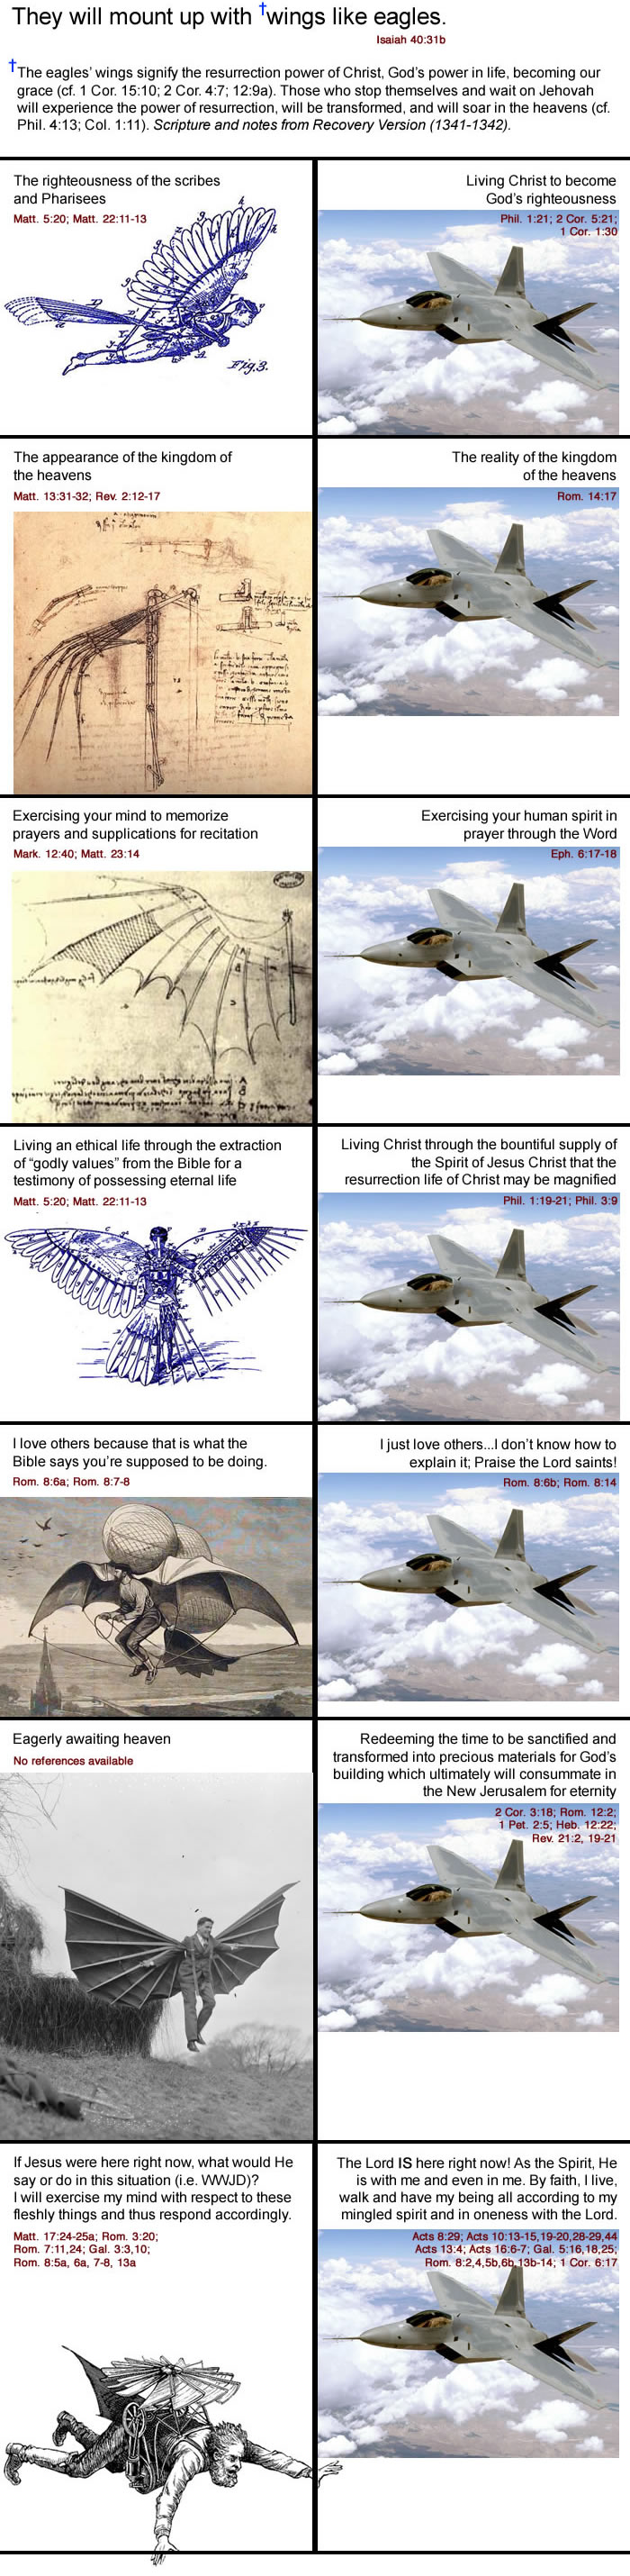 They will mount up with †wings like eagles.
Isaiah 40:31b
†The eagles' wings signify the resurrection power of Christ, God's power in life, becoming our
grace (cf. 1 Cor. 15:10; 2 Cor. 4:7; 12:9a). Those who stop themselves and wait on Jehovah
will experience the power of resurrection, will be transformed, and will soar in the heavens (cf.
Phil. 4:13; Col. 1:11). Scripture and notes from Recovery Version (1341-1342).
The righteousness of the scribes
and Pharisees
Matt. 5:20; Matt. 22:11-13
Fig.3.
Living Christ to become
God's righteousness
Phil. 1:21; 2 Cor. 5:21;
1 Cor. 1:30
The appearance of the kingdom of
the heavens
Matt. 13:31-32; Rev. 2:12-17
The reality of the kingdom
of the heavens
Rom. 14:17
Exercising your mind to memorize
prayers and supplications for recitation
Mark. 12:40; Matt. 23:14
Exercising your human spirit in
prayer through the Word
Eph. 6:17-18
Living an ethical life through the extraction
of "godly values" from the Bible for a
testimony of possessing eternal life
Matt. 5:20; Matt. 22:11-13
Living Christ through the bountiful supply of
the Spirit of Jesus Christ that the
resurrection life of Christ may be magnified
Phil. 1:19-21; Phil. 3:9
I love others because that is what the
Bible says you're supposed to be doing.
Rom. 8:6a; Rom. 8:7-8
I just love others...I don't know how to
explain it; Praise the Lord saints!
Rom. 8:6b; Rom. 8:14
Eagerly awaiting heaven
No references available
Redeeming the time to be sanctified and
transformed into precious materials for God's
building which ultimately will consummate in
the New Jerusalem for eternity
2 Cor. 3:18; Rom. 12:2;
1 Pet. 2:5; Heb. 12:22;
Rev. 21:2, 19-21
If Jesus were here right now, what would He
say or do in this situation (i.e. WWJD)?
I will exercise my mind with respect to these
fleshly things and thus respond accordingly.
Matt. 17:24-25a; Rom. 3:20;
Rom. 7:11,24; Gal. 3:3,10;
Rom. 8:5a, 6a, 7-8, 13a
The Lord IS here right now! As the Spirit, He
is with me and even in me. By faith, I live,
walk and have my being all according to my
mingled spirit and in oneness with the Lord.
Acts 8:29; Acts 10:13-15,19-20,28-29,44
Acts 13:4; Acts 16:6-7; Gal. 5:16,18,25;
Rom. 8:2,4,5b,6b,13b-14; 1 Cor. 6:17